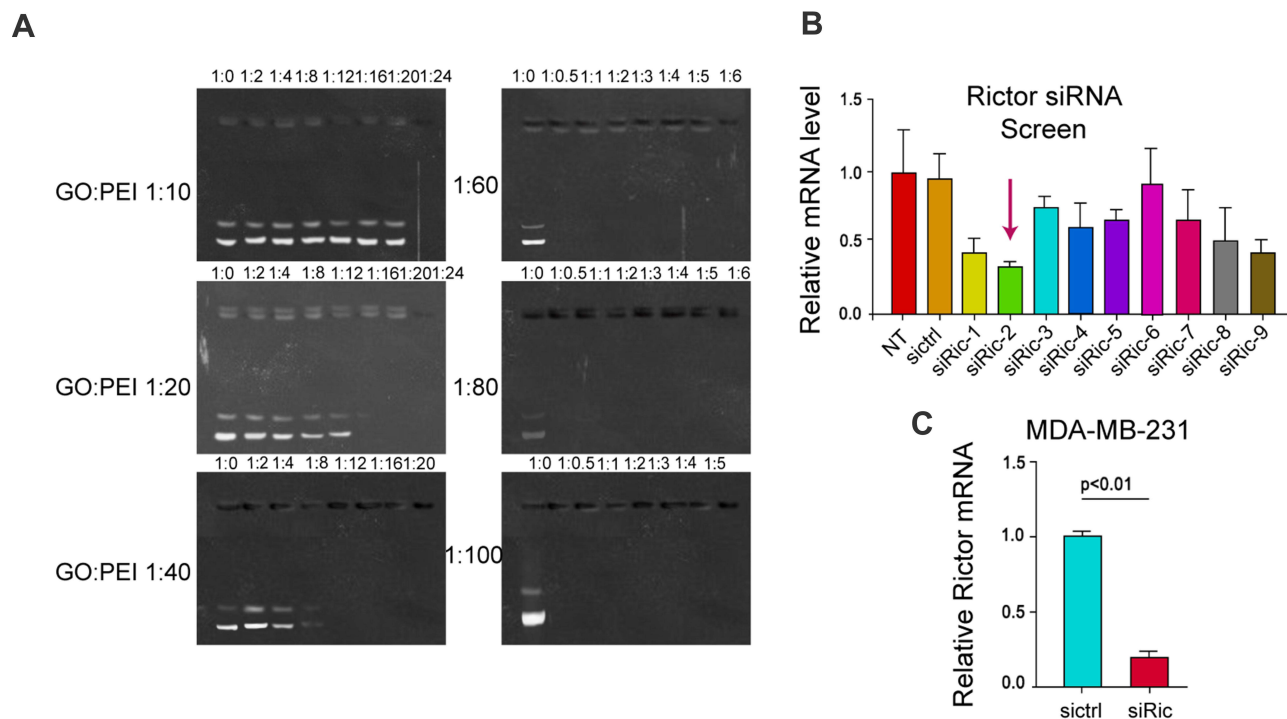 A
1:0 1:2 1:4 1:8 1:12 1:16 1:20 1:24
GO:PEI 1:10
1:0 1:2 1:4 1:8 1:12 1:16 1:20 1:24
GO:PEI 1:20
1:0 1:2 1:4 1:8 1:12 1:16 1:20
GO:PEI 1:40
1:0 1:0.5 1:1 1:2 1:3 1:4 1:5 1:6
1:60
1:0 1:0.5 1:1 1:2 1:3 1:4 1:5 1:6
1:80
1:0 1:0.5 1:1 1:2 1:3 1:4 1:5
1:100
B
Rictor siRNA
Screen
Relative mRNA level
1.5
1.0
0.5
0.0
NT
sictrl
siRic-1
siRic-2
siRic-3
siRic-4
siRic-5
siRic-6
siRic-7
siRic-8
siRic-9
C
MDA-MB-231
Relative Rictor mRNA
1.5
p<0.01
1.0
0.5
0.0
sictrl siRic